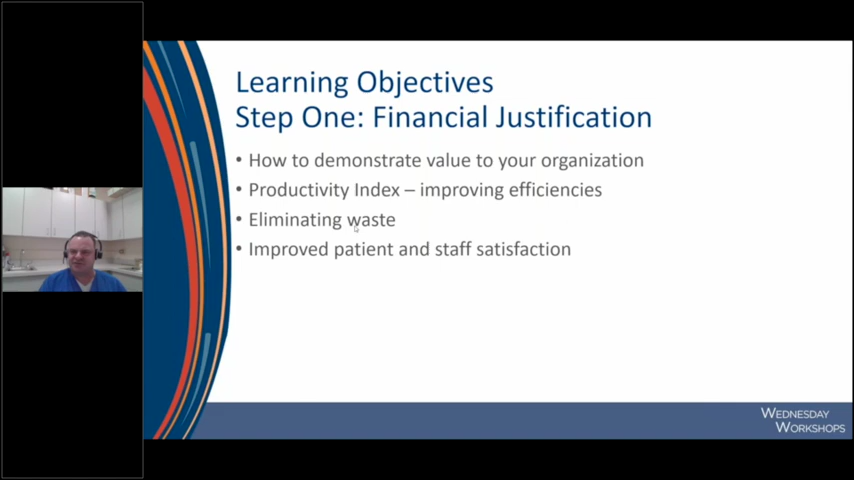 Learning Objectives
Step One: Financial Justification
• How to demonstrate value to your organization
• Productivity Index – improving efficiencies
• Eliminating waste
• Improved patient and staff satisfaction
WEDNESDAY
WORKSHOPS